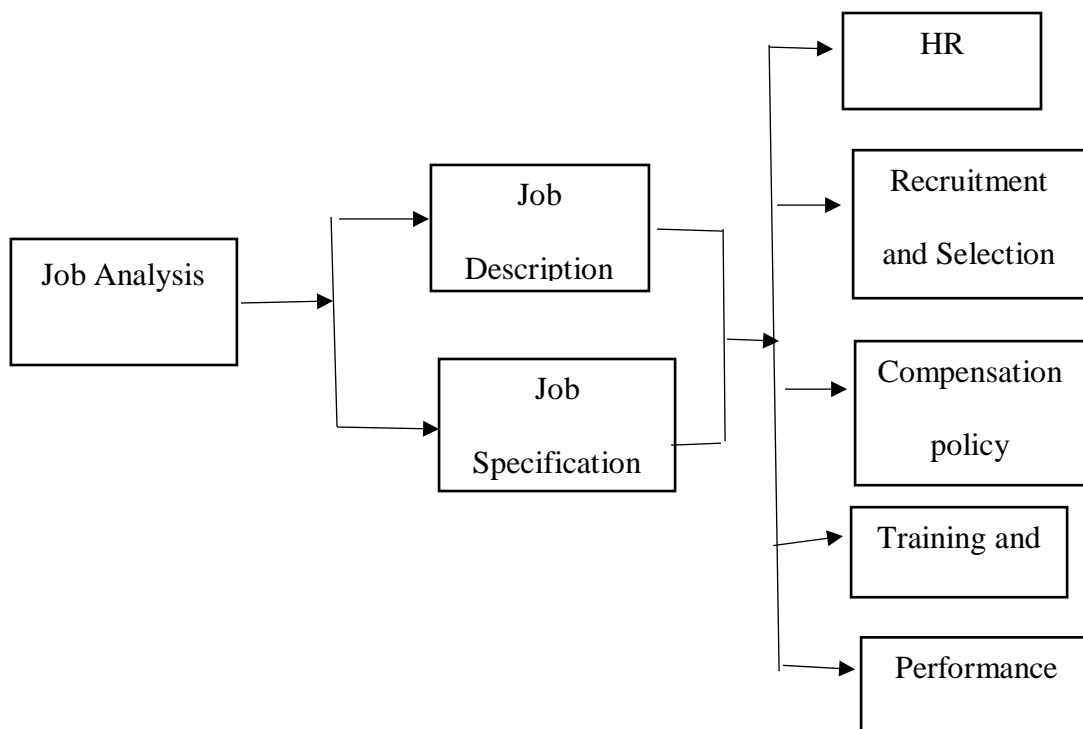 Job Analysis
Job
Description
Job
Specification
HR
Recruitment
and Selection
Compensation
policy
Training and
Performance